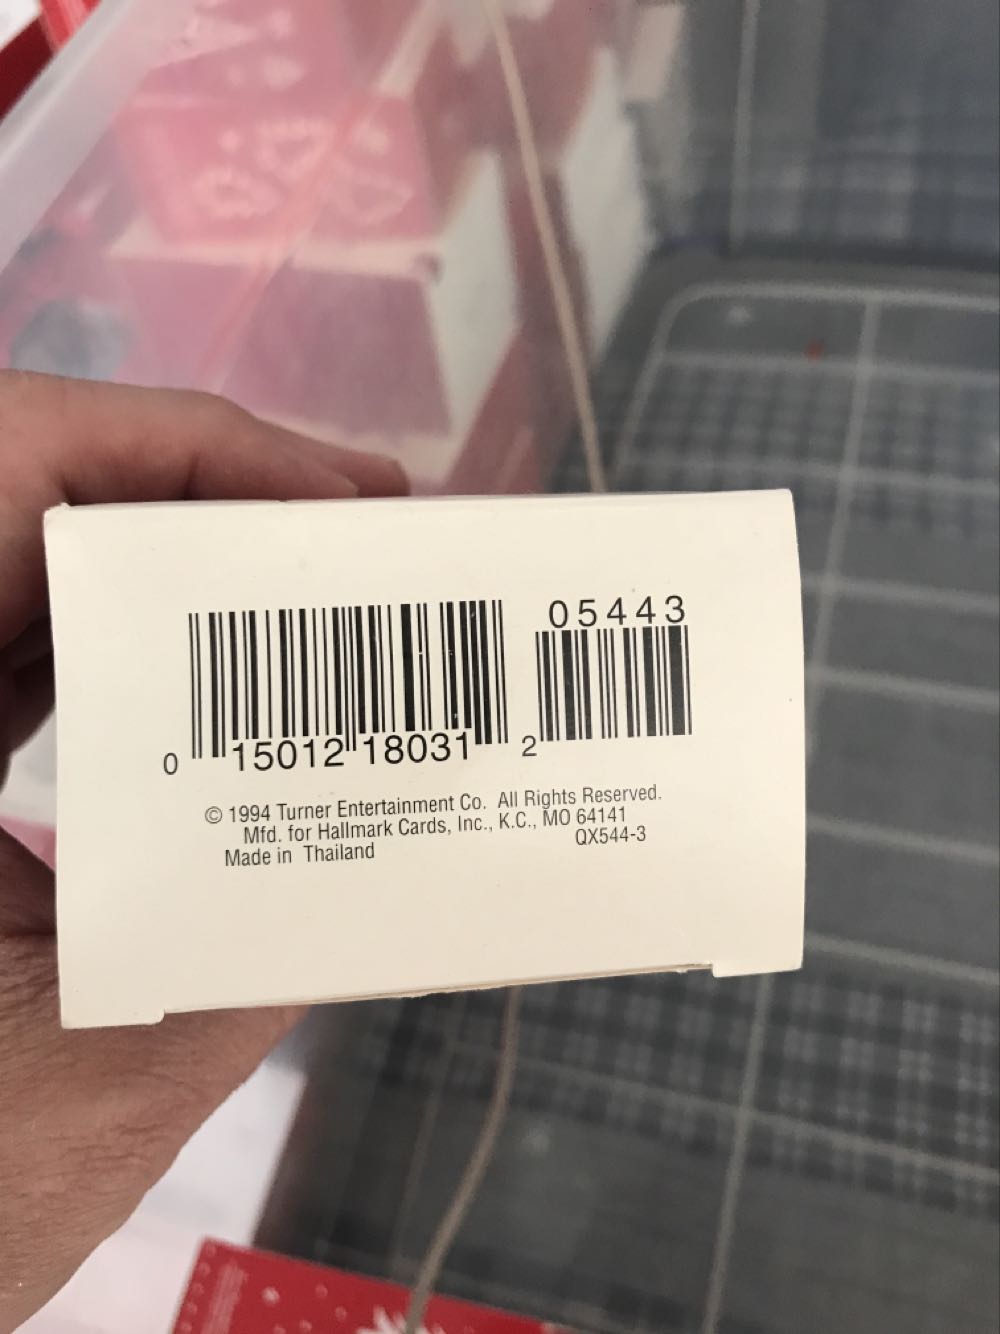 05443
0 15012 18031 2
© 1994 Turner Entertainment Co. All Rights Reserved.
Mfd. for Hallmark Cards, Inc., K.C., MO 64141
Made in Thailand QX544-3